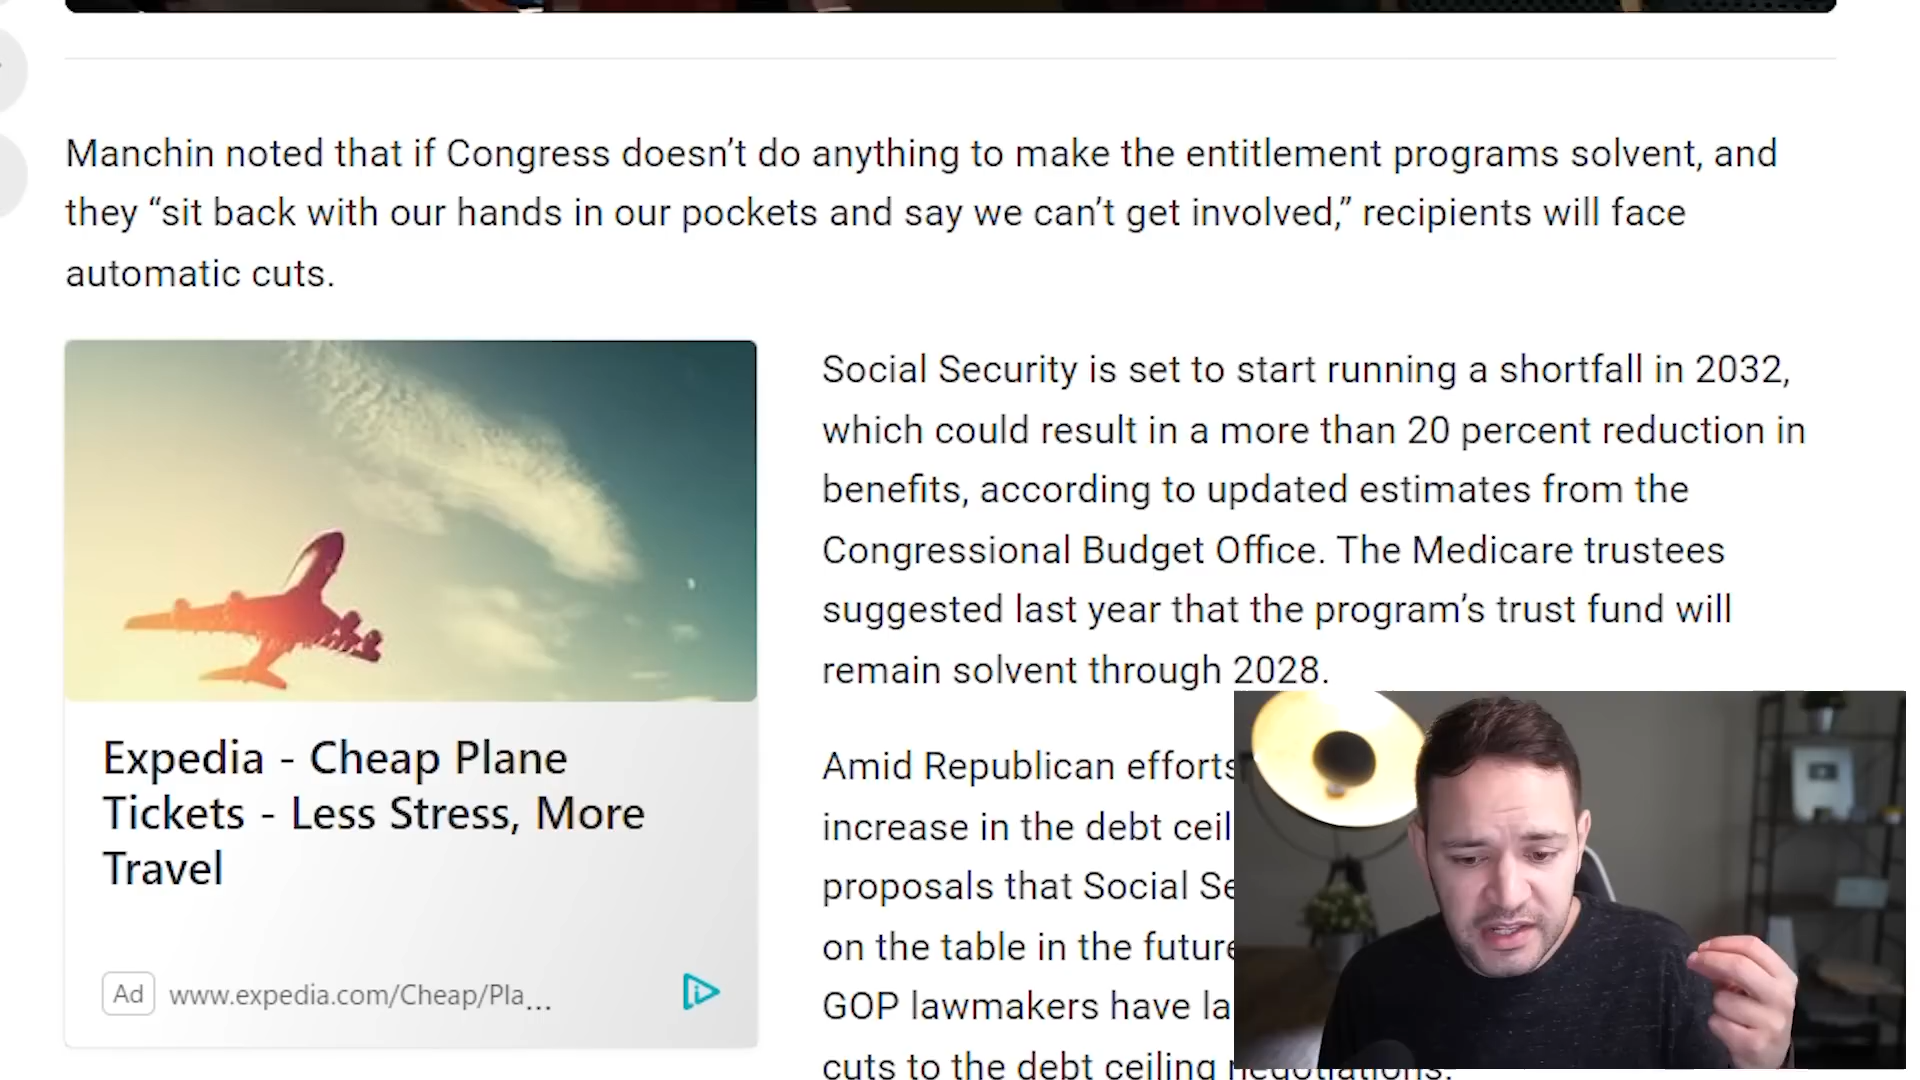 Manchin noted that if Congress doesn’t do anything to make the entitlement programs solvent, and
they “sit back with our hands in our pockets and say we can’t get involved,” recipients will face
automatic cuts.
Social Security is set to start running a shortfall in 2032,
which could result in a more than 20 percent reduction in
benefits, according to updated estimates from the
Congressional Budget Office. The Medicare trustees
suggested last year that the program’s trust fund will
remain solvent through 2028.
Amid Republican efforts
increase in the debt ceil
proposals that Social Se
on the table in the future
GOP lawmakers have la
cuts to the debt ceiling negotiations.
Expedia - Cheap Plane
Tickets - Less Stress, More
Travel
Ad www.expedia.com/Cheap/Pla...